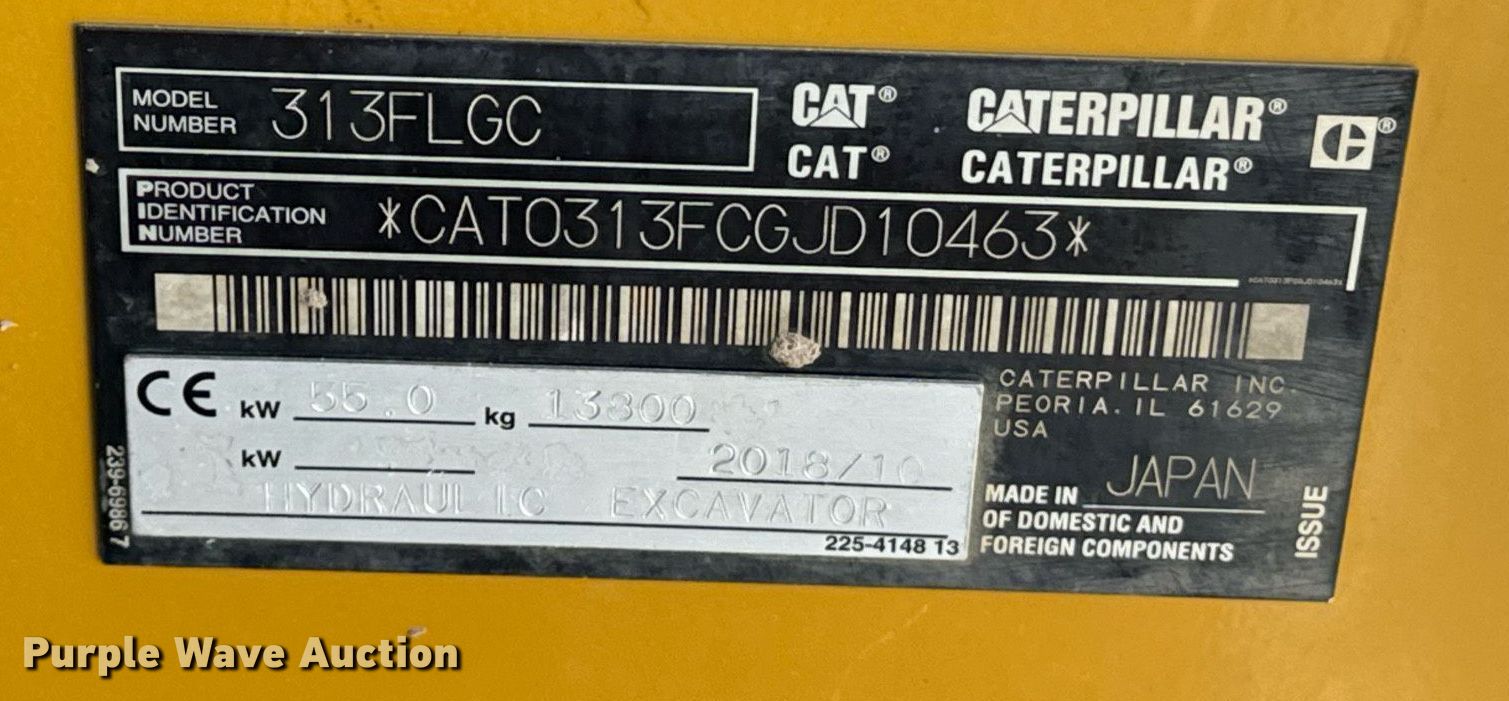 MODEL
NUMBER 313FLGC
CAT® CATERPILLAR®
CAT® CATERPILLAR®
PRODUCT
IDENTIFICATION
NUMBER
*CAT0313FCGJD10463*
CE kW 55.0 kg 13800
kW
2018/10
HYDRAULIC EXCAVATOR
225-4148 13
239-6986 7
CATERPILLAR INC.
PEORIA. IL 61629
USA
MADE IN JAPAN
OF DOMESTIC AND
FOREIGN COMPONENTS
ISSUE
Purple Wave Auction